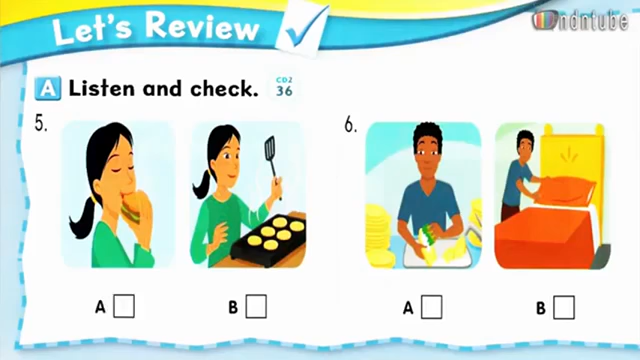 Let's Review
ndntube
A Listen and check. CD2 36
5.
6.
A
B
A
B